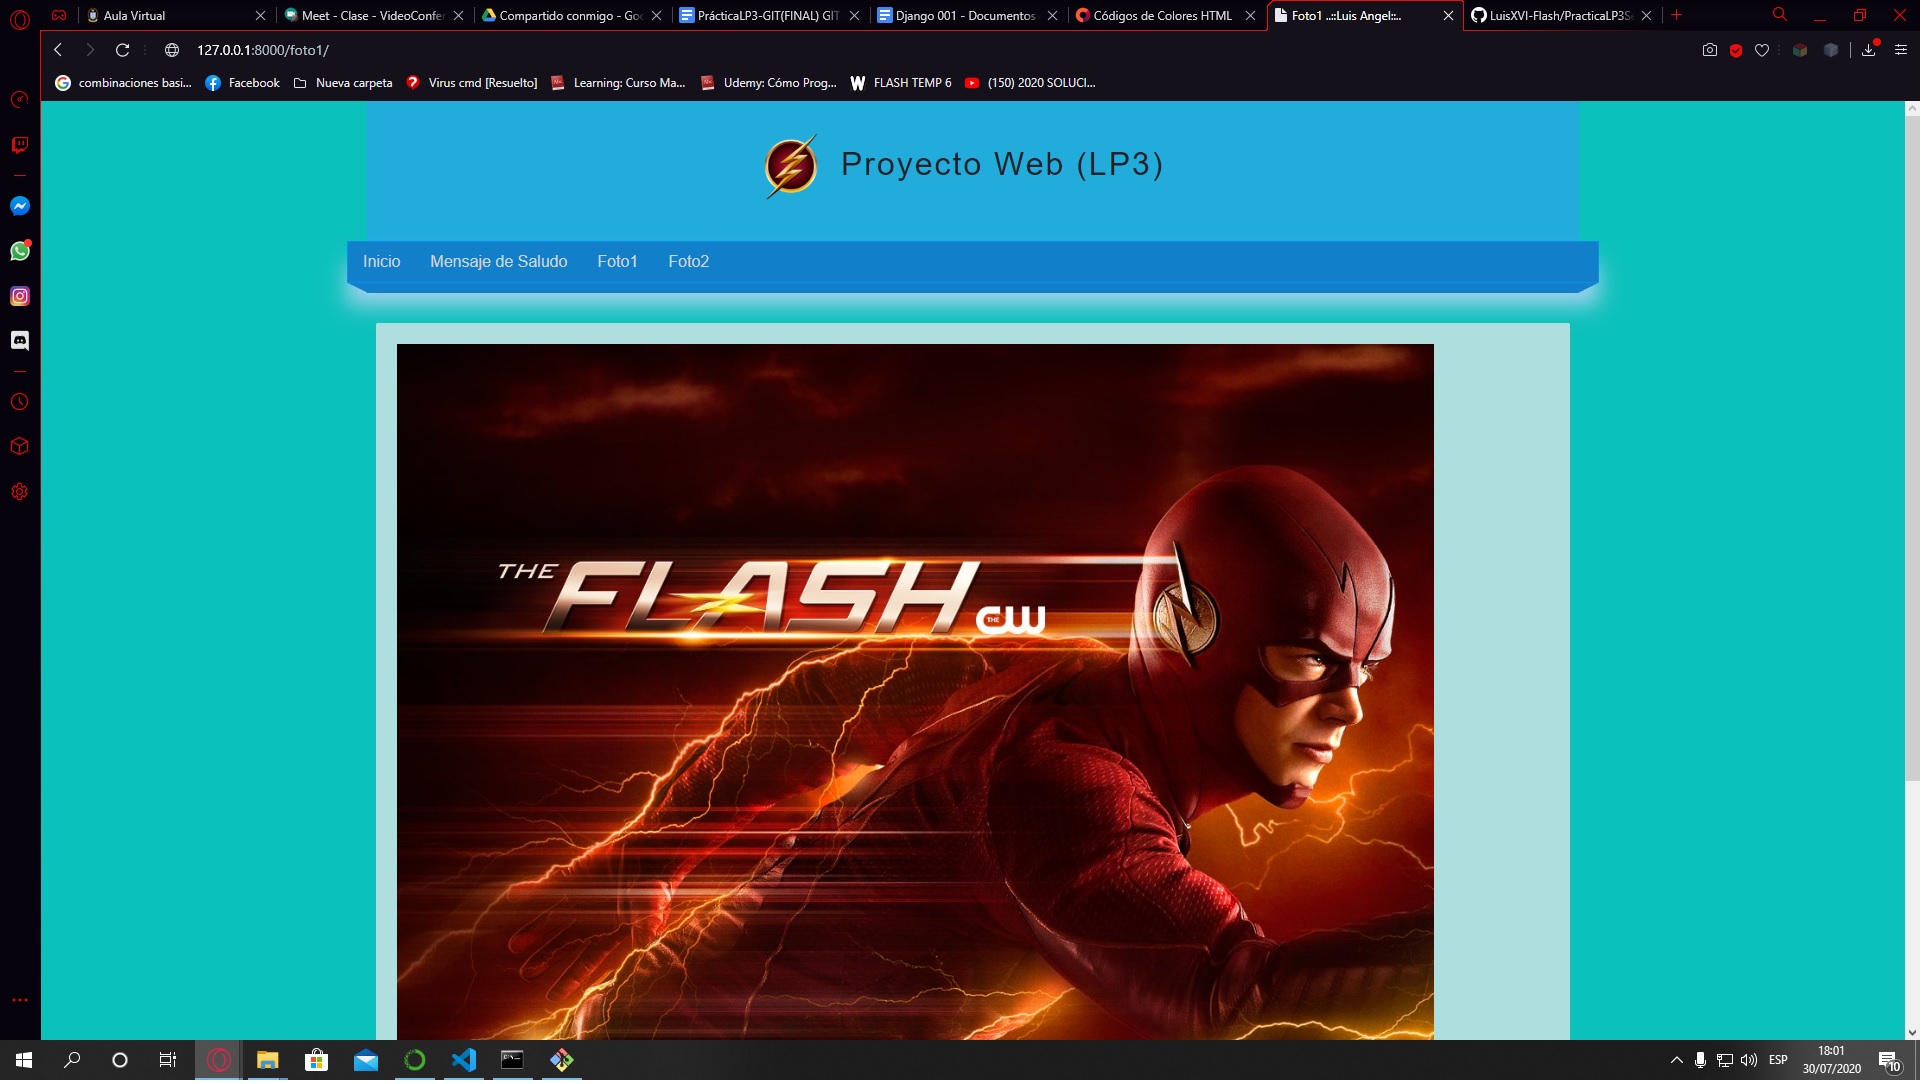 Aula Virtual
Meet - Clase - VideoConfer
Compartido conmigo - Goo
PrácticaLP3-GIT(FINAL) GIT
Django 001 - Documentos
Códigos de Colores HTML
Foto1 ..::Luis Angel::..
LuisXVI-Flash/PracticaLP3Se
127.0.0.1:8000/foto1/
combinaciones basi...
Facebook
Nueva carpeta
Virus cmd [Resuelto]
Learning: Curso Ma...
Udemy: Cómo Prog...
W FLASH TEMP 6
(150) 2020 SOLUCI...
Proyecto Web (LP3)
Inicio Mensaje de Saludo Foto1 Foto2
THE FLASH
THE CW
ESP
18:01
30/07/2020
10